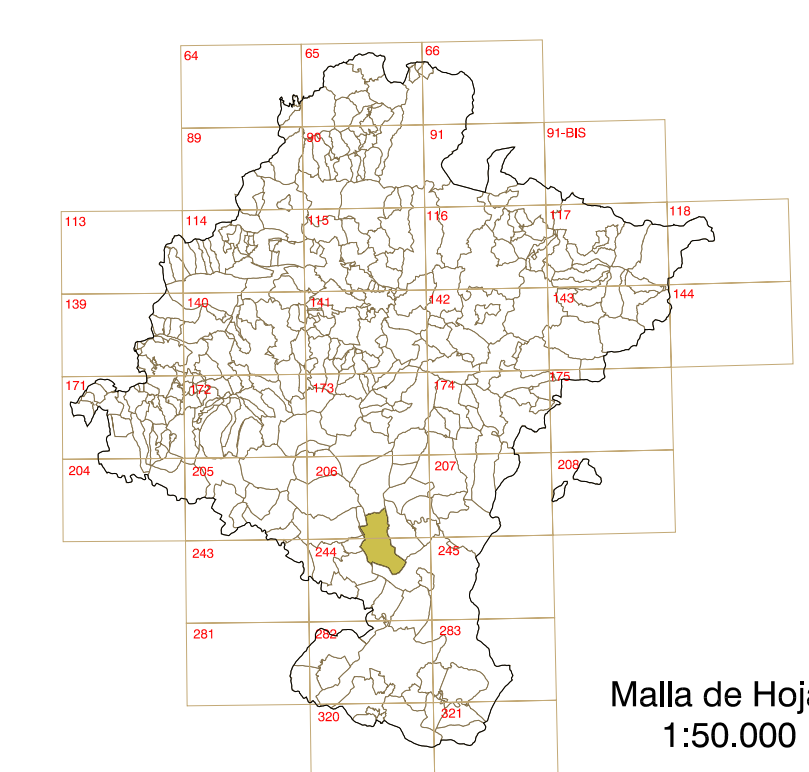 64 65 66
89 90 91 91-BIS
113 114 115 116 117 118
139 140 141 142 143 144
171 172 173 174 175
204 205 206 207 208
243 244 245
281 282 283
320 321
Malla de Hoja
1:50.000